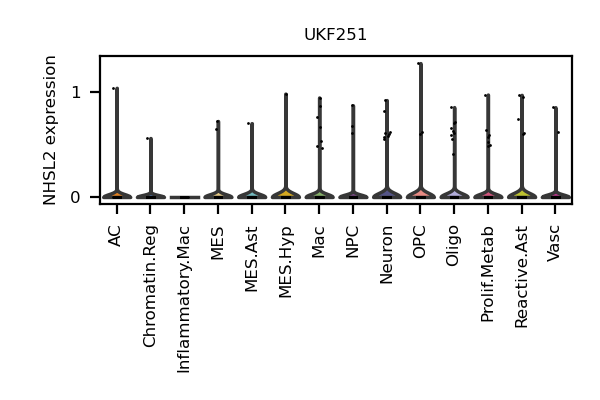 UKF251
NHSL2 expression
1
0
AC
Chromatin.Reg
Inflammatory.Mac
MES
MES.Ast
MES.Hyp
Mac
NPC
Neuron
OPC
Oligo
Prolif.Metab
Reactive.Ast
Vasc